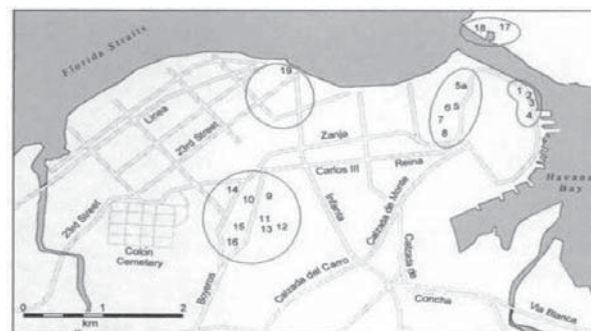 18 17
Florida Straits
19
5a
1
2
3
4
6 5
7
8
Linea
23rd Street
Zanja
Reina
Carlos III
Havana
Bay
14
10 9
11
15 13 12
16
23rd Street
Colon
Cemetery
Infanta
Calzada de Monte
Calzada de
Boyeros
Calzada del Carro
Concha
Via Blanca
0 1 2
km